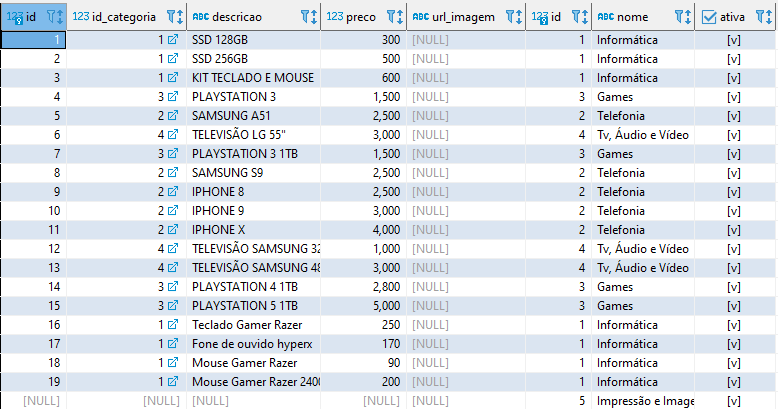 123 id 123 id_categoria ABC descricao 123 preco ABC url_imagem 123 id ABC nome ativa
1 1 SSD 128GB 300 [NULL] 1 Informática [v]
2 1 SSD 256GB 500 [NULL] 1 Informática [v]
3 1 KIT TECLADO E MOUSE 600 [NULL] 1 Informática [v]
4 3 PLAYSTATION 3 1,500 [NULL] 3 Games [v]
5 2 SAMSUNG A51 2,500 [NULL] 2 Telefonia [v]
6 4 TELEVISÃO LG 55" 3,000 [NULL] 4 Tv, Áudio e Vídeo [v]
7 3 PLAYSTATION 3 1TB 1,500 [NULL] 3 Games [v]
8 2 SAMSUNG S9 2,500 [NULL] 2 Telefonia [v]
9 2 IPHONE 8 2,500 [NULL] 2 Telefonia [v]
10 2 IPHONE 9 3,000 [NULL] 2 Telefonia [v]
11 2 IPHONE X 4,000 [NULL] 2 Telefonia [v]
12 4 TELEVISÃO SAMSUNG 32 1,000 [NULL] 4 Tv, Áudio e Vídeo [v]
13 4 TELEVISÃO SAMSUNG 48 3,000 [NULL] 4 Tv, Áudio e Vídeo [v]
14 3 PLAYSTATION 4 1TB 2,800 [NULL] 3 Games [v]
15 3 PLAYSTATION 5 1TB 5,000 [NULL] 3 Games [v]
16 1 Teclado Gamer Razer 250 [NULL] 1 Informática [v]
17 1 Fone de ouvido hyperx 170 [NULL] 1 Informática [v]
18 1 Mouse Gamer Razer 90 [NULL] 1 Informática [v]
19 1 Mouse Gamer Razer 2400 200 [NULL] 1 Informática [v]
[NULL] [NULL] [NULL] [NULL] [NULL] 5 Impressão e Image [v]